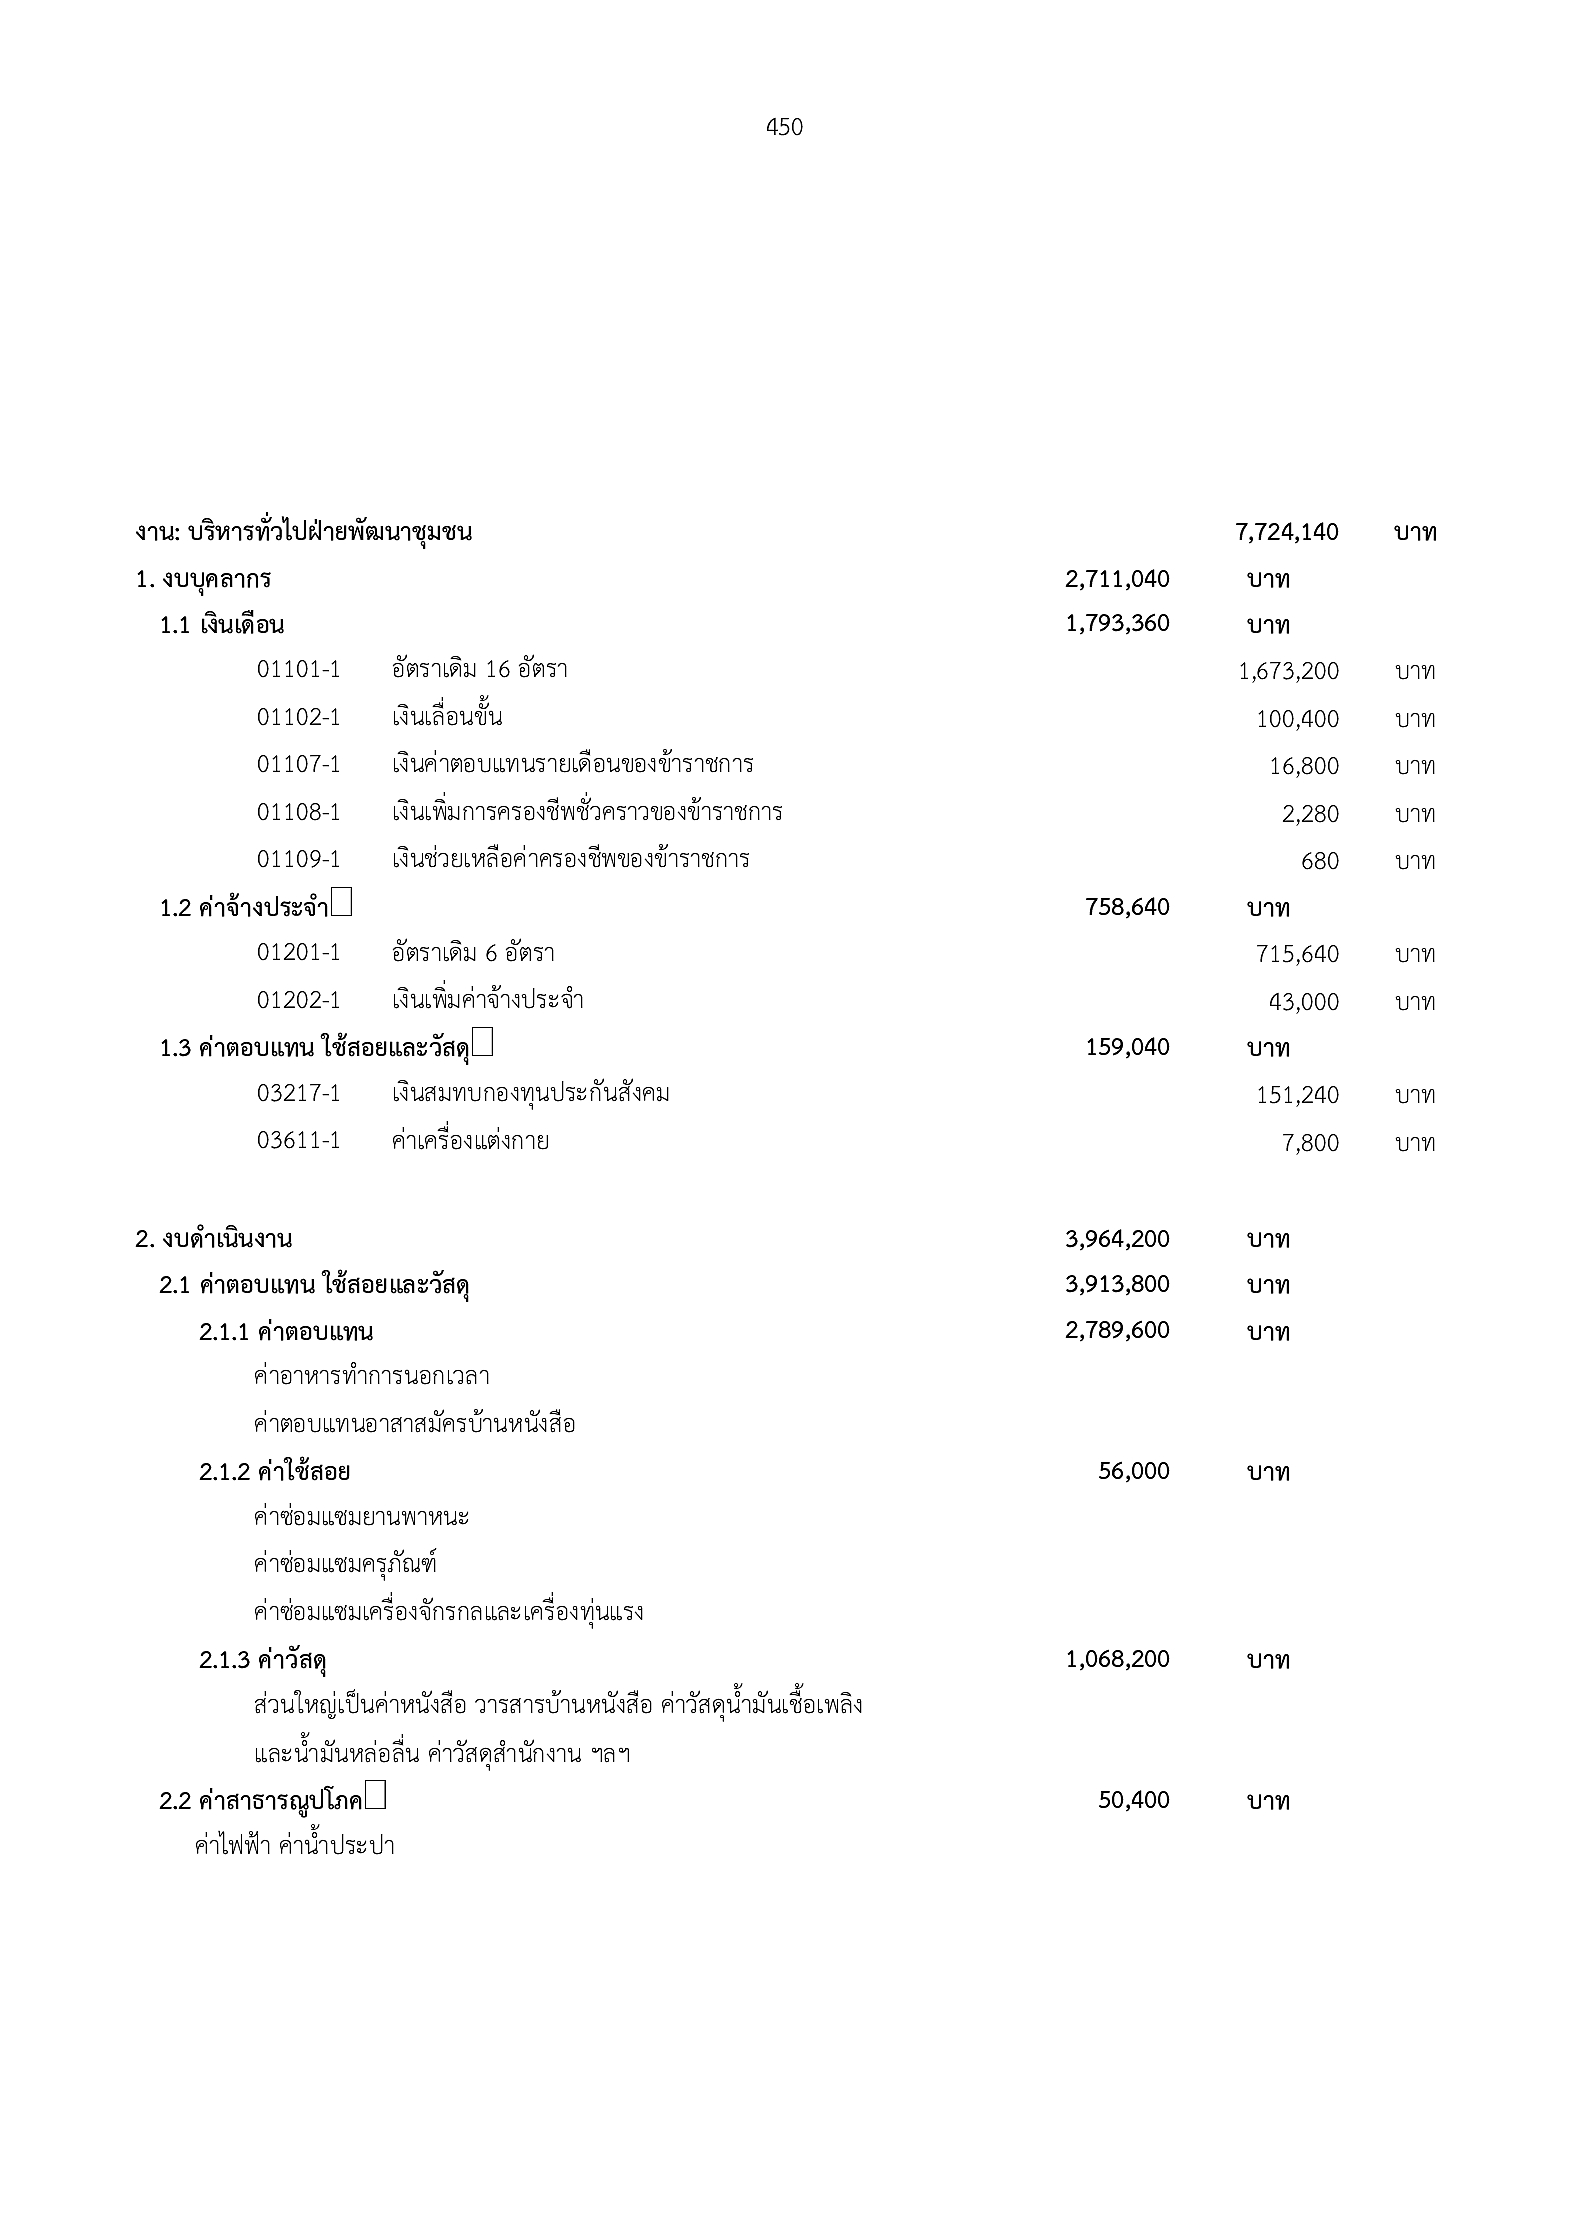 450
งาน: บริหารทั่วไปฝ่ายพัฒนาชุมชน 7,724,140 บาท
1. งบบุคลากร 2,711,040 บาท
1.1 เงินเดือน 1,793,360 บาท
01101-1 อัตราเดิม 16 อัตรา 1,673,200 บาท
01102-1 เงินเลื่อนขั้น 100,400 บาท
01107-1 เงินค่าตอบแทนรายเดือนของข้าราชการ 16,800 บาท
01108-1 เงินเพิ่มการครองชีพชั่วคราวของข้าราชการ 2,280 บาท
01109-1 เงินช่วยเหลือค่าครองชีพของข้าราชการ 680 บาท
1.2 ค่าจ้างประจำ 758,640 บาท
01201-1 อัตราเดิม 6 อัตรา 715,640 บาท
01202-1 เงินเพิ่มค่าจ้างประจำ 43,000 บาท
1.3 ค่าตอบแทน ใช้สอยและวัสดุ 159,040 บาท
03217-1 เงินสมทบกองทุนประกันสังคม 151,240 บาท
03611-1 ค่าเครื่องแต่งกาย 7,800 บาท
2. งบดำเนินงาน 3,964,200 บาท
2.1 ค่าตอบแทน ใช้สอยและวัสดุ 3,913,800 บาท
2.1.1 ค่าตอบแทน 2,789,600 บาท
ค่าอาหารทำการนอกเวลา
ค่าตอบแทนอาสาสมัครบ้านหนังสือ
2.1.2 ค่าใช้สอย 56,000 บาท
ค่าซ่อมแซมยานพาหนะ
ค่าซ่อมแซมครุภัณฑ์
ค่าซ่อมแซมเครื่องจักรกลและเครื่องทุ่นแรง
2.1.3 ค่าวัสดุ 1,068,200 บาท
ส่วนใหญ่เป็นค่าหนังสือ วารสารบ้านหนังสือ ค่าวัสดุน้ำมันเชื้อเพลิง
และน้ำมันหล่อลื่น ค่าวัสดุสำนักงาน ฯลฯ
2.2 ค่าสาธารณูปโภค 50,400 บาท
ค่าไฟฟ้า ค่าน้ำประปา